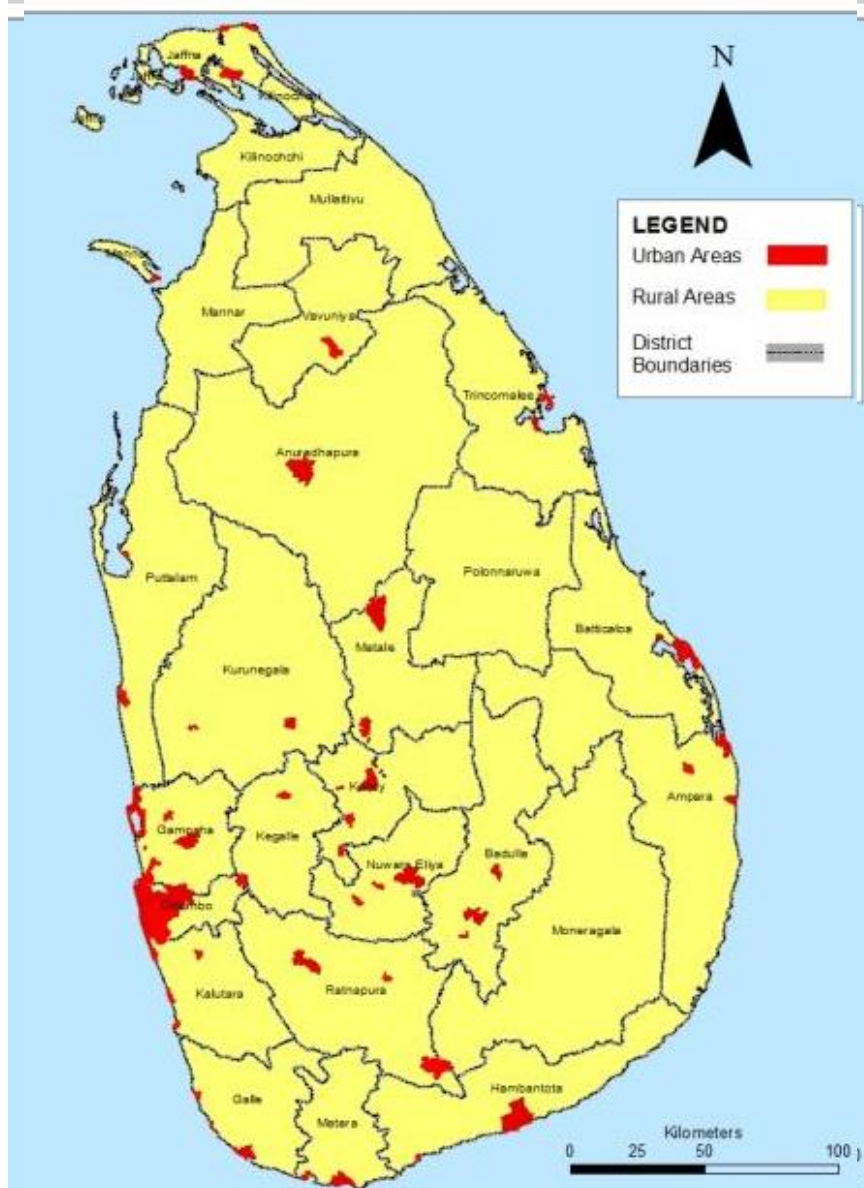 Jaffna
Jaffna
Kilinochchi
Kilinochchi
Mullaitivu
Mannar
Vavuniya
Trincomalee
Anuradhapura
Puttalam
Polonnaruwa
Batticaloa
Matale
Kurunegala
Kandy
Ampara
Gampaha
Kegalle
Nuwara Eliya
Badulla
Colombo
Moneragala
Ratnapura
Kalutara
Galle
Matara
Hambantota
N
LEGEND
Urban Areas
Rural Areas
District
Boundaries
Kilometers
0 25 50 100